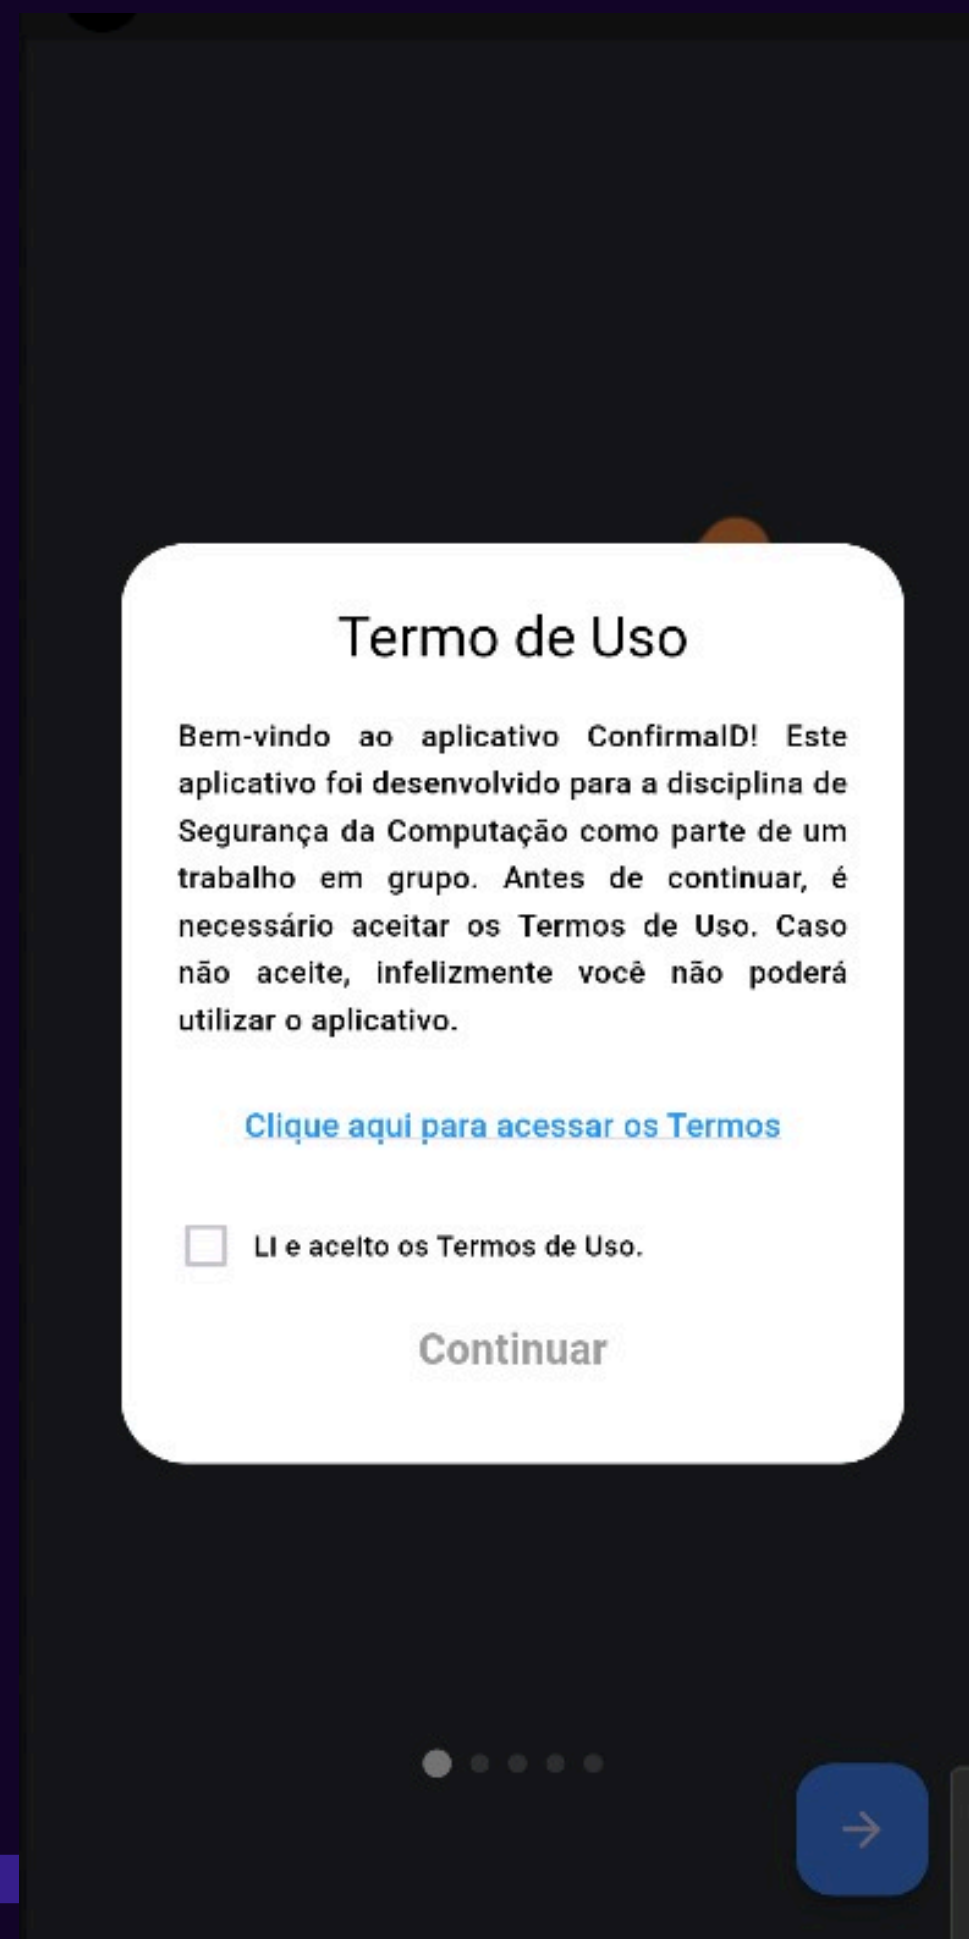 Termo de Uso
Bem-vindo ao aplicativo ConfirmaID! Este
aplicativo foi desenvolvido para a disciplina de
Segurança da Computação como parte de um
trabalho em grupo. Antes de continuar, é
necessário aceitar os Termos de Uso. Caso
não aceite, infelizmente você não poderá
utilizar o aplicativo.
Clique aqui para acessar os Termos
Li e aceito os Termos de Uso.
Continuar